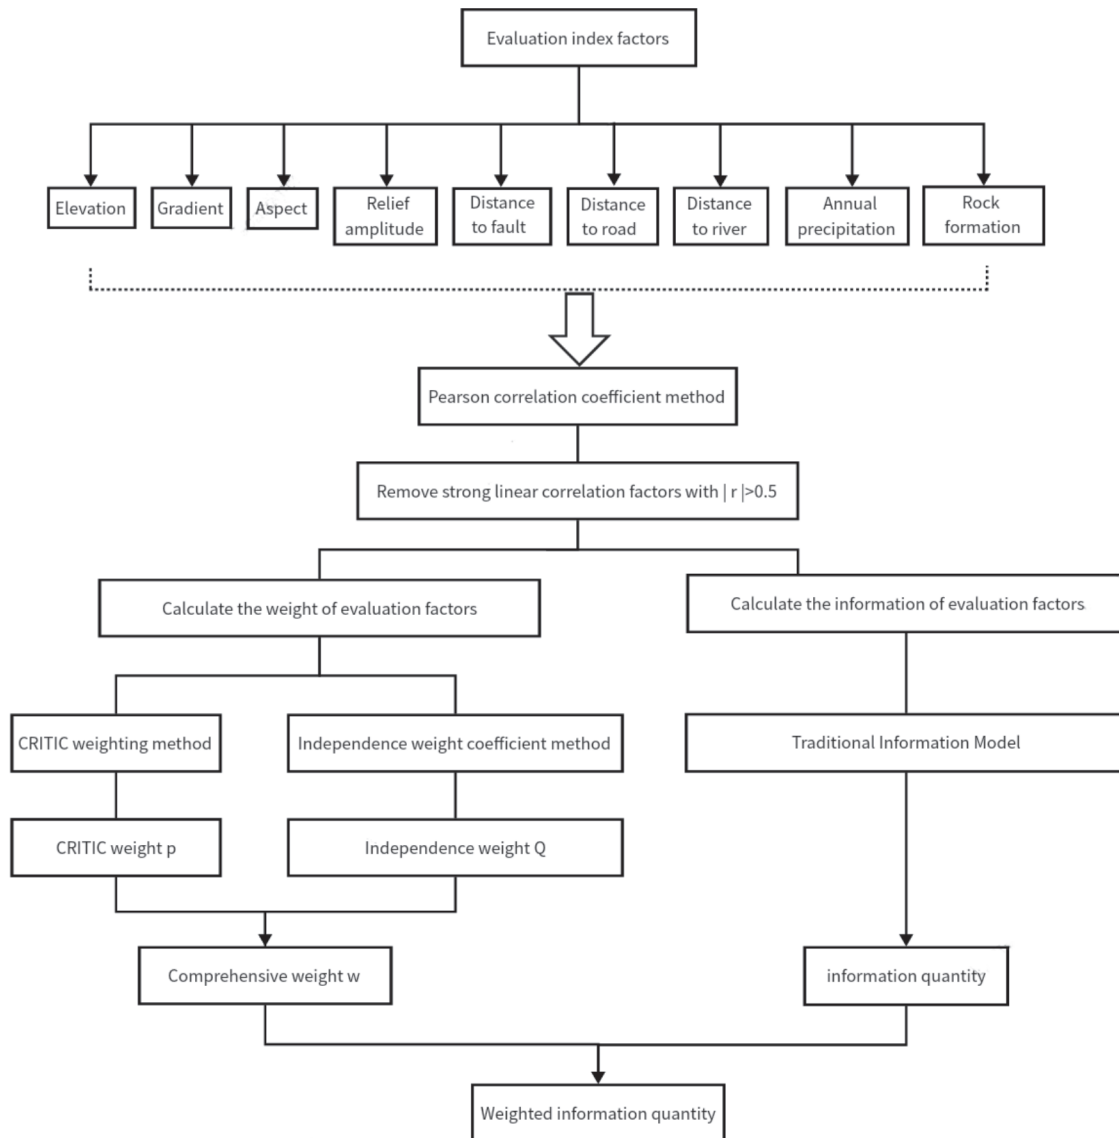 Evaluation index factors
Elevation
Gradient
Aspect
Relief
amplitude
Distance
to fault
Distance
to road
Distance
to river
Annual
precipitation
Rock
formation
Pearson correlation coefficient method
Remove strong linear correlation factors with | r |>0.5
Calculate the weight of evaluation factors
Calculate the information of evaluation factors
CRITIC weighting method
Independence weight coefficient method
Traditional Information Model
CRITIC weight p
Independence weight Q
Comprehensive weight w
information quantity
Weighted information quantity